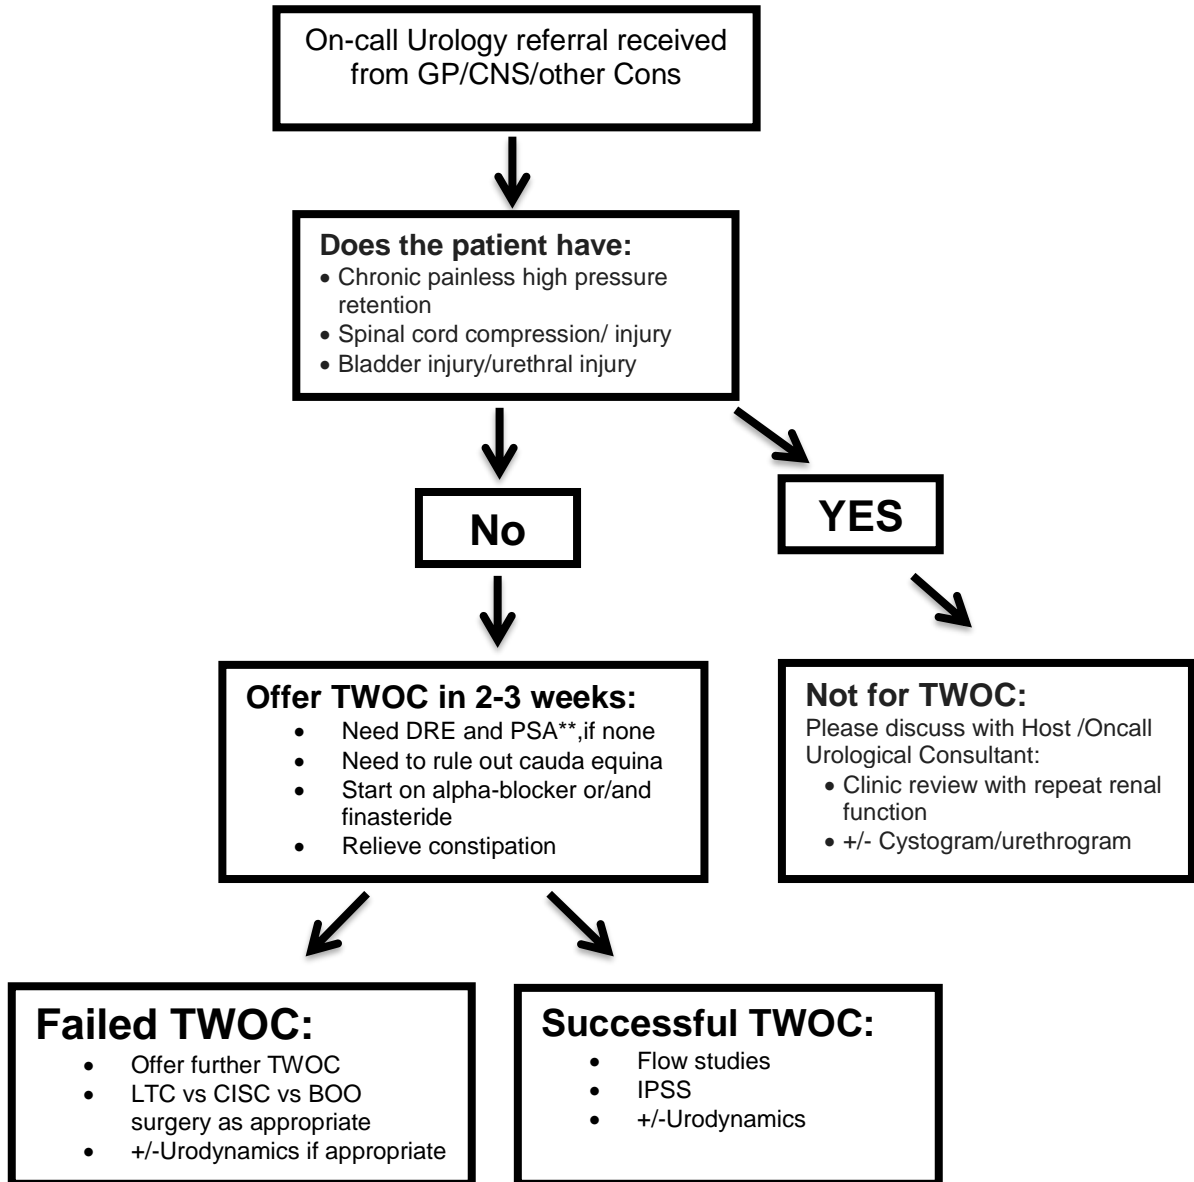 On-call Urology referral received
from GP/CNS/other Cons
Does the patient have:
• Chronic painless high pressure
retention
• Spinal cord compression/ injury
• Bladder injury/urethral injury
No
YES
Offer TWOC in 2-3 weeks:
• Need DRE and PSA**,if none
• Need to rule out cauda equina
• Start on alpha-blocker or/and
finasteride
• Relieve constipation
Not for TWOC:
Please discuss with Host /Oncall
Urological Consultant:
• Clinic review with repeat renal
function
• +/- Cystogram/urethrogram
Failed TWOC:
• Offer further TWOC
• LTC vs CISC vs BOO
surgery as appropriate
• +/-Urodynamics if appropriate
Successful TWOC:
• Flow studies
• IPSS
• +/-Urodynamics